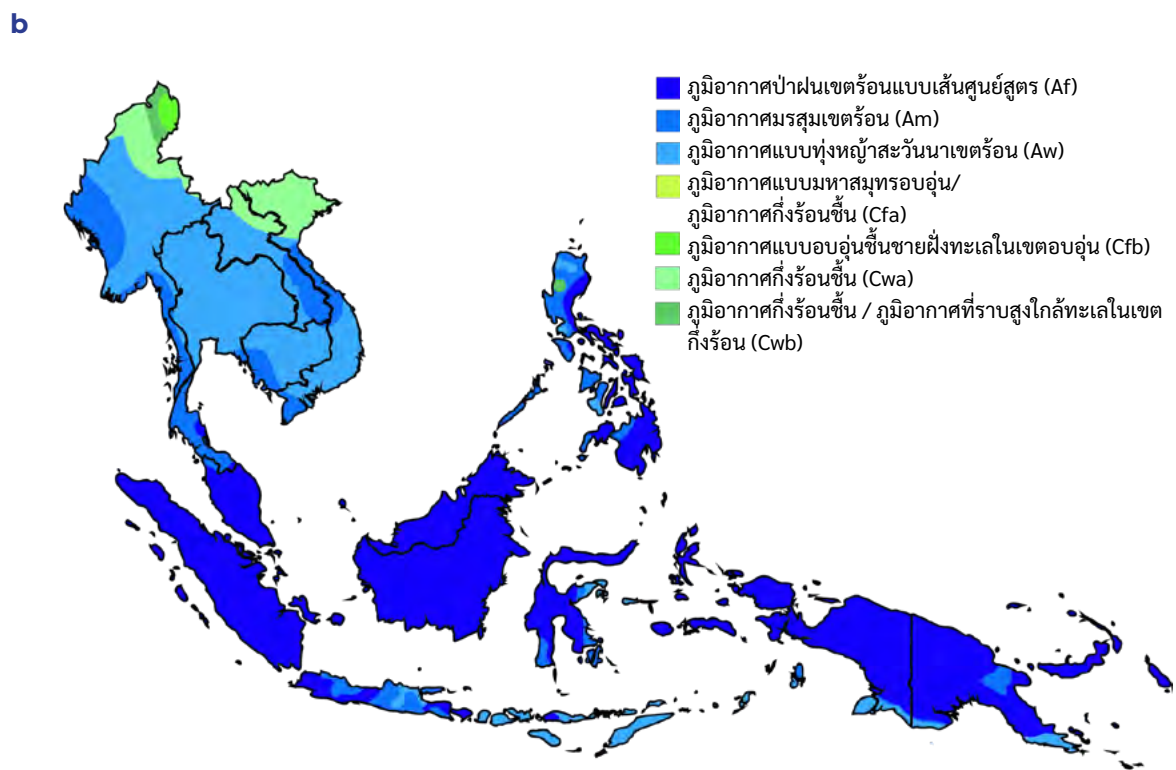 b
ภูมิอากาศป่าฝนเขตร้อนแบบเส้นศูนย์สูตร (Af)
ภูมิอากาศมรสุมเขตร้อน (Am)
ภูมิอากาศแบบทุ่งหญ้าสะวันนาเขตร้อน (Aw)
ภูมิอากาศแบบมหาสมุทรอบอุ่น/
ภูมิอากาศกึ่งร้อนชื้น (Cfa)
ภูมิอากาศแบบอบอุ่นชื้นชายฝั่งทะเลในเขตอบอุ่น (Cfb)
ภูมิอากาศกึ่งร้อนชื้น (Cwa)
ภูมิอากาศกึ่งร้อนชื้น / ภูมิอากาศที่ราบสูงใกล้ทะเลในเขต
กึ่งร้อน (Cwb)